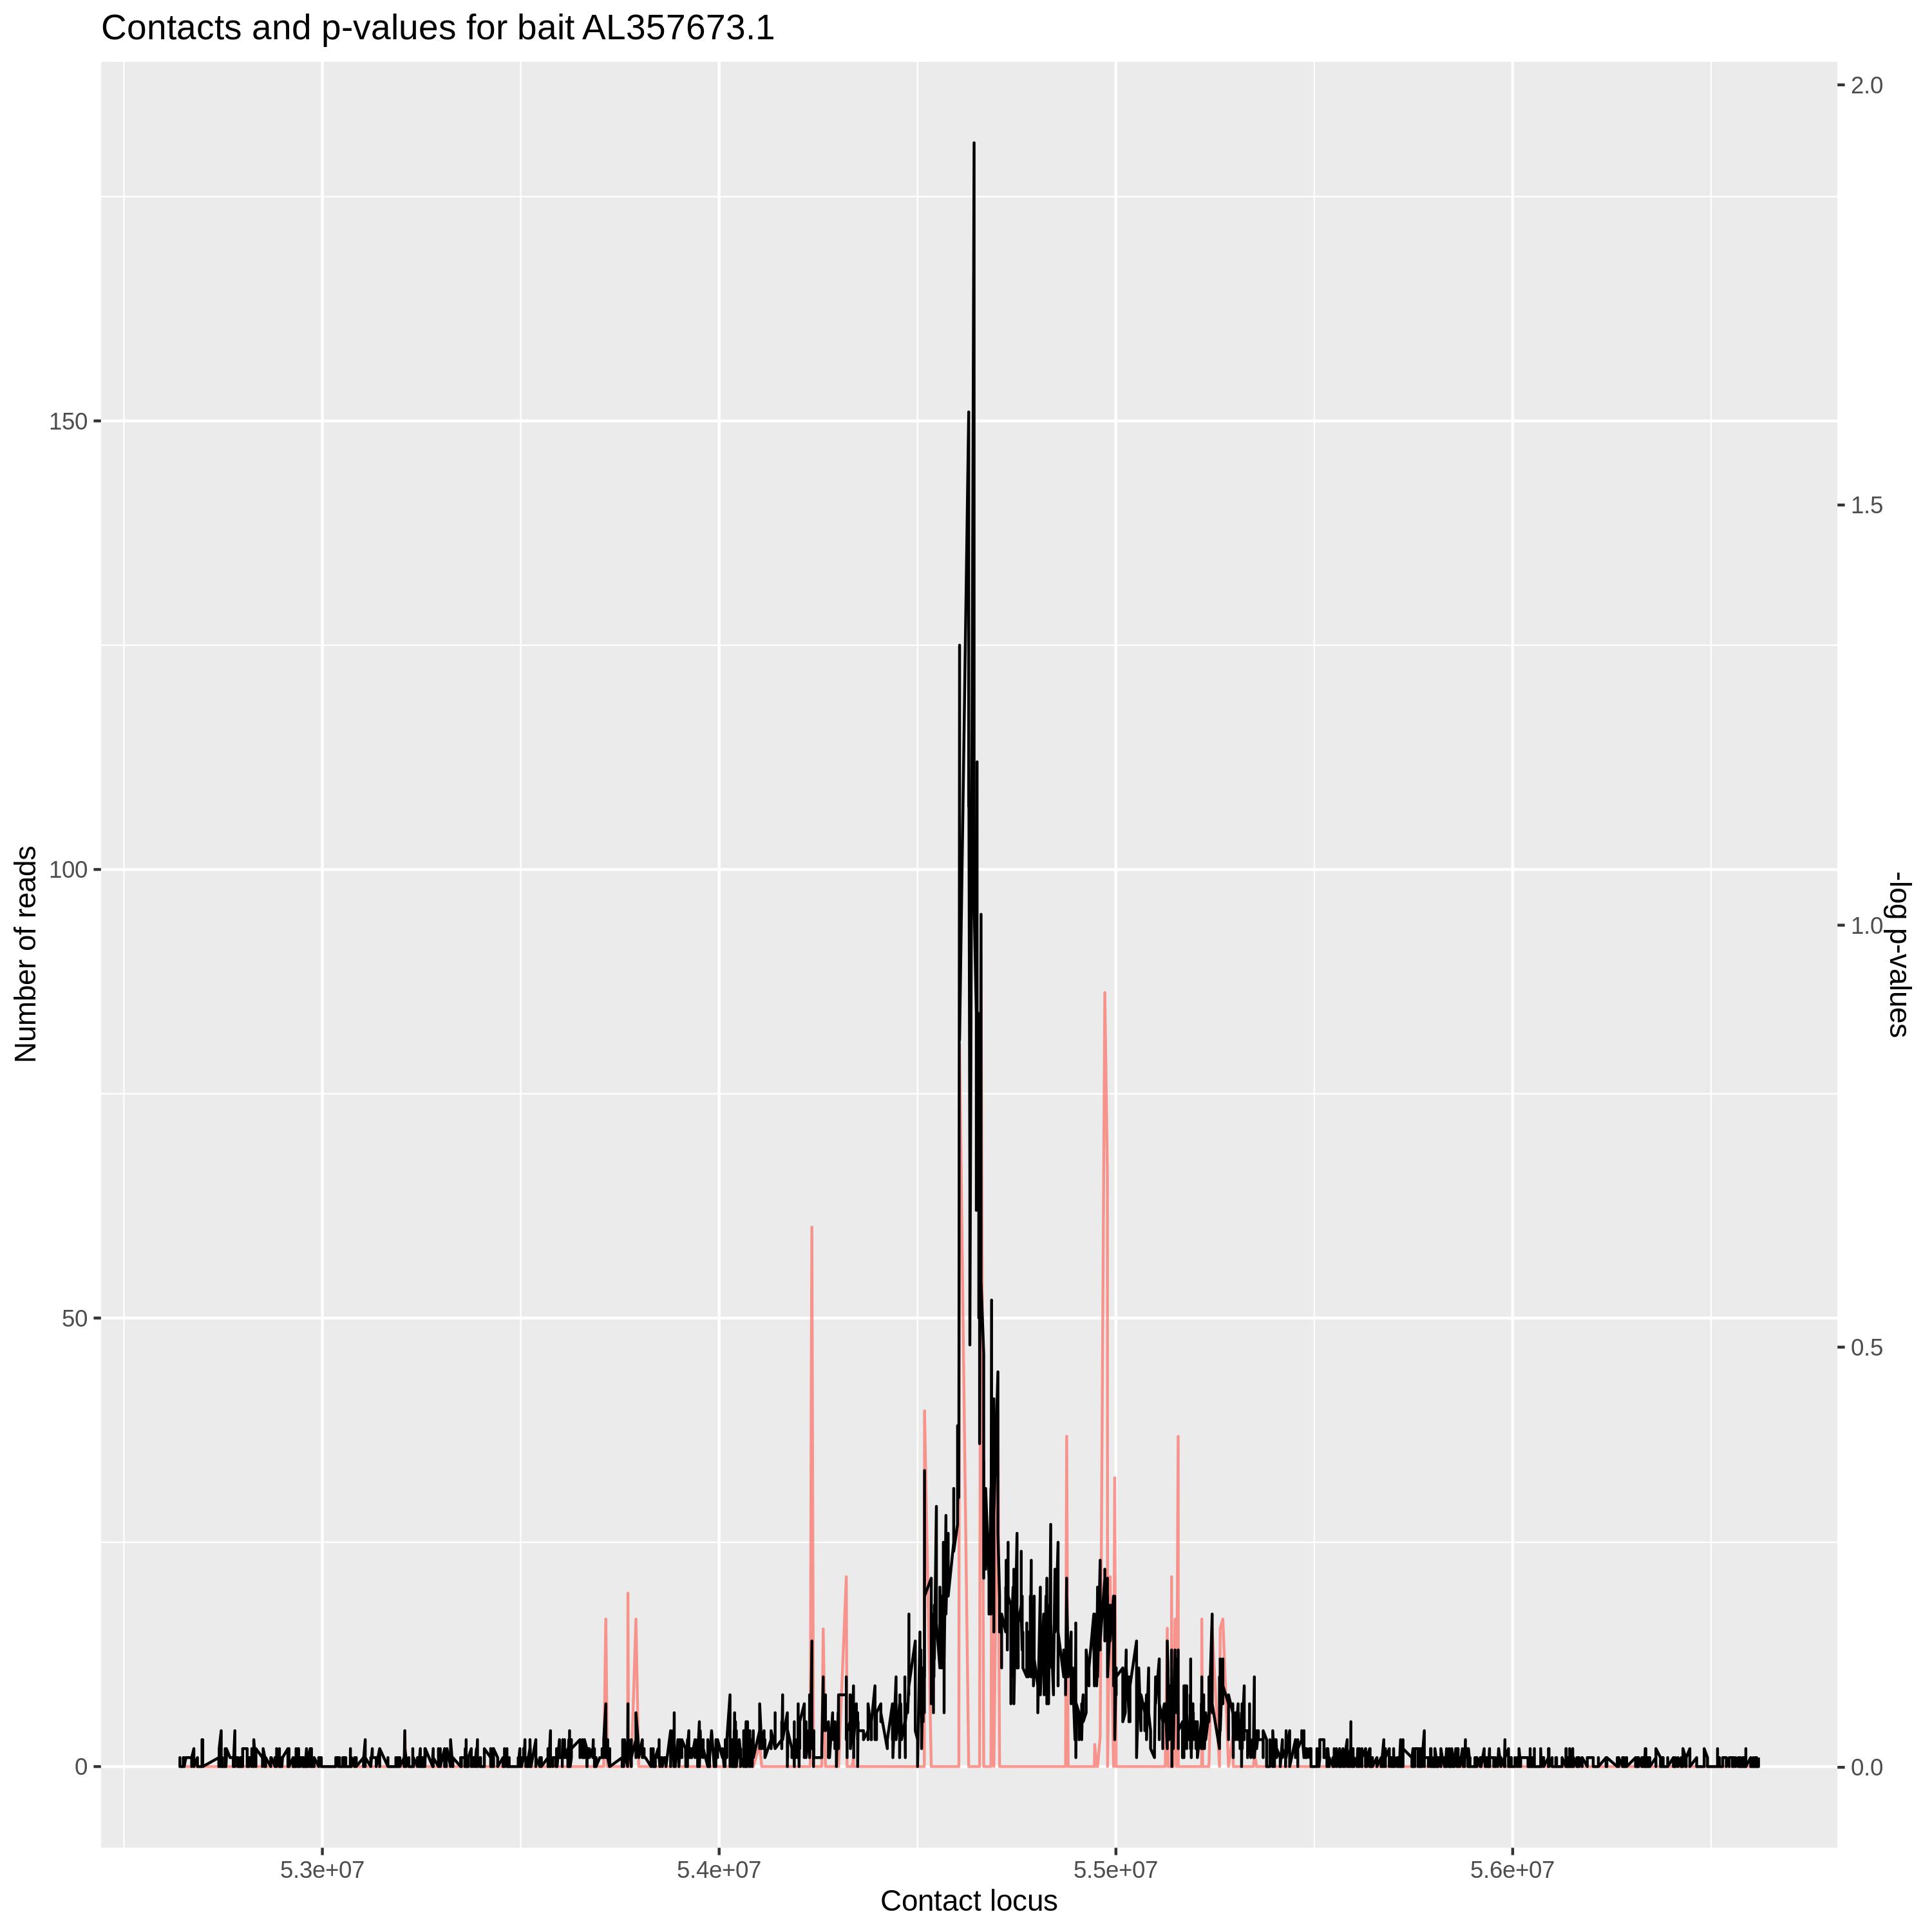 Contacts and p-values for bait AL357673.1
2.0
1.5
150
1.0
100
0.5
50
0.0
0
Number of reads
-log p-values
5.3e+07
5.4e+07
5.5e+07
5.6e+07
Contact locus